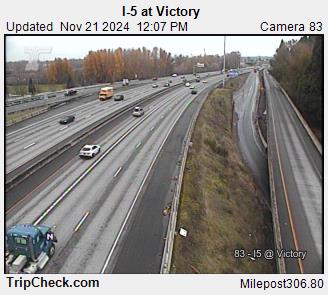 I-5 at Victory
Updated Nov 21 2024 12:07 PM Camera 83
83 - I5 @ Victory
TripCheck.com Milepost306.80